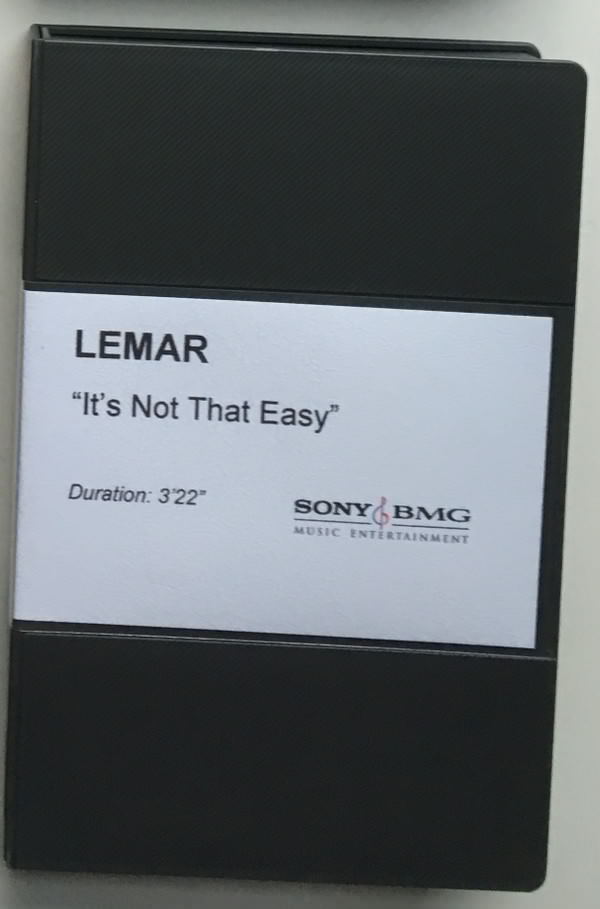 LEMAR
“It’s Not That Easy”
Duration: 3’22”
SONY BMG
MUSIC ENTERTAINMENT